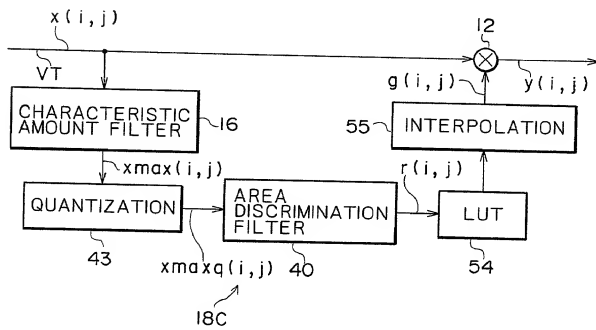 x(i,j)
12
VT
g(i,j)
y(i,j)
CHARACTERISTIC
AMOUNT FILTER
16
55
INTERPOLATION
xmax(i,j)
r(i,j)
QUANTIZATION
AREA
DISCRIMINATION
FILTER
LUT
43
xmaxq(i,j)
40
54
18C